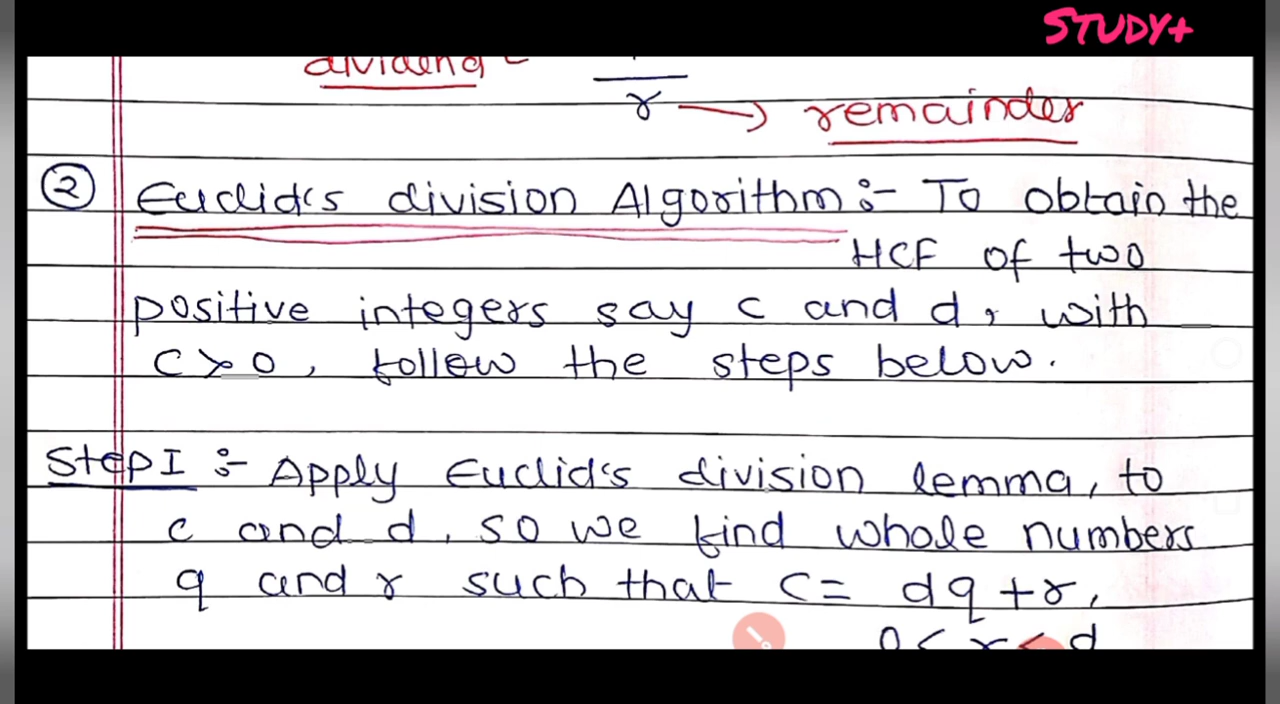 STUDY+
dividend
r → remainder
② Euclid's division Algorithm :- To obtain the
HCF of two
positive integers say c and d, with
c > 0, follow the steps below.
Step I :- Apply Euclid's division lemma, to
c and d, so we find whole numbers
q and r such that c = dq + r,
0 < r < d